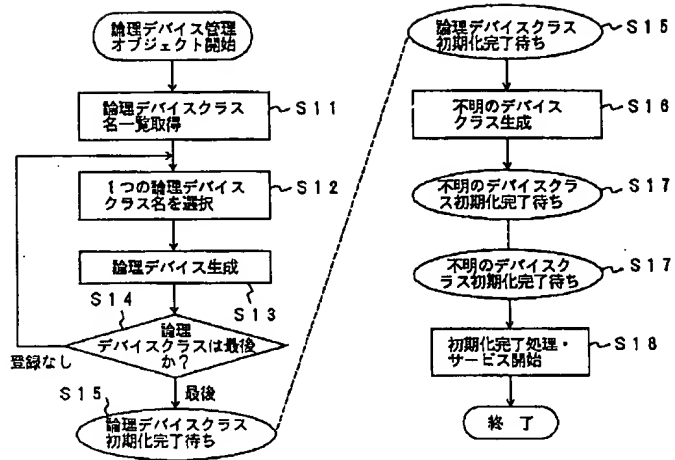 論理デバイス管理
オブジェクト開始
論理デバイスクラス
名一覧取得
S11
1つの論理デバイス
クラス名を選択
S12
論理デバイス生成
S13
S14
論理
デバイスクラスは最後
か?
登録なし
最後
S15
論理デバイスクラス
初期化完了待ち
論理デバイスクラス
初期化完了待ち
S15
不明のデバイス
クラス生成
S16
不明のデバイスクラ
ス初期化完了待ち
S17
不明のデバイスク
ラス初期化完了待ち
S17
初期化完了処理・
サービス開始
S18
終了